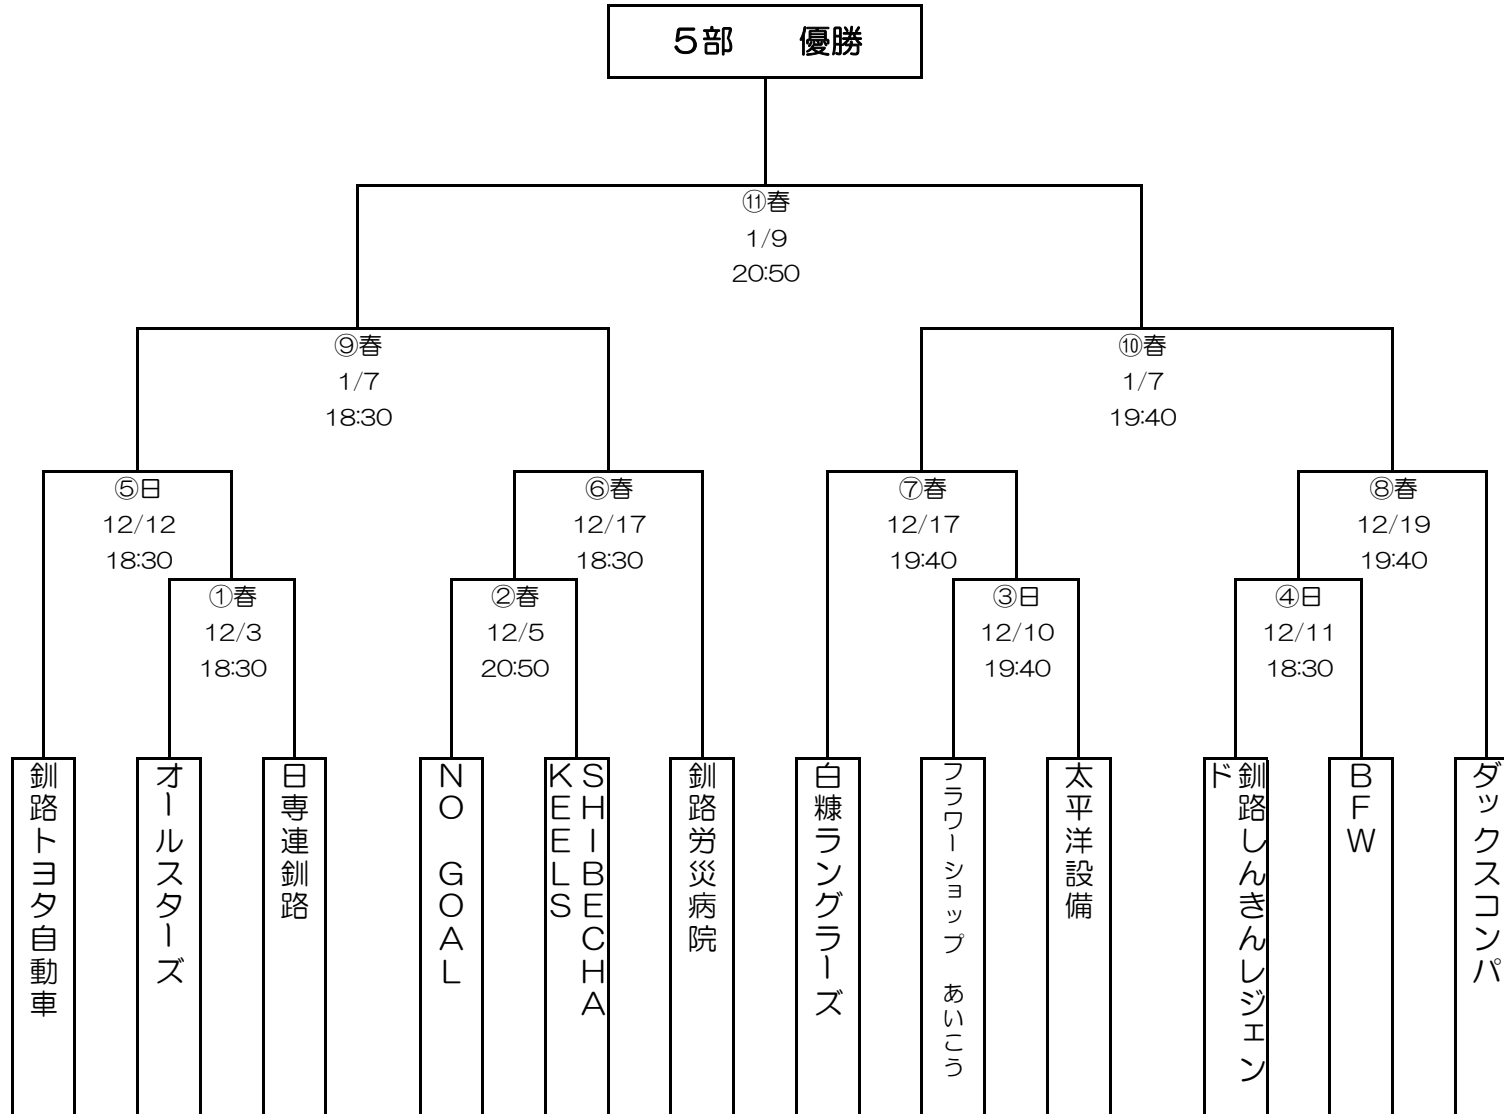 5部　　優勝
⑪春
1/9
20:50
⑨春
1/7
18:30
⑩春
1/7
19:40
⑤日
12/12
18:30
⑥春
12/17
18:30
⑦春
12/17
19:40
⑧春
12/19
19:40
①春
12/3
18:30
②春
12/5
20:50
③日
12/10
19:40
④日
12/11
18:30
釧路トヨタ自動車
オールスターズ
日専連釧路
NO　GOAL
SHIBECHA
KEELS
釧路労災病院
白糠ラングラーズ
フラワーショップ　あいこう
太平洋設備
釧路しんきんレジェン
ド
BFW
ダックスコンパ